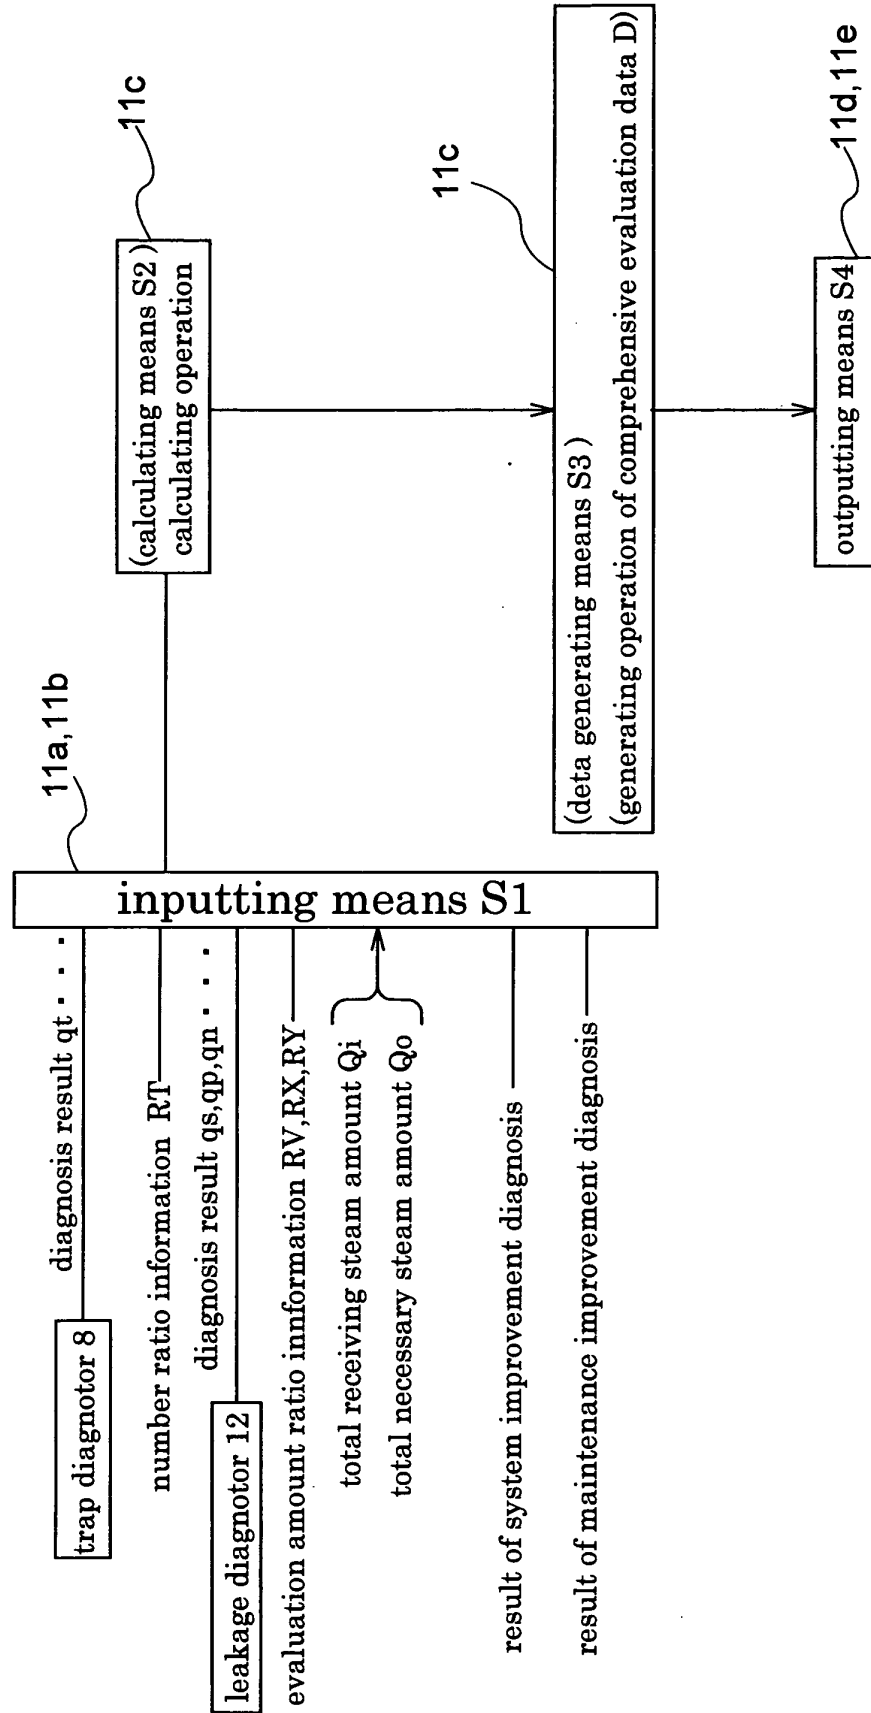 trap diagnotor 8
diagnosis result qt · · ·
number ratio information RT
leakage diagnotor 12
diagnosis result qs,qp,qn · · ·
evaluation amount ratio innformation RV,RX,RY
total receiving steam amount Qi
total necessary steam amount Qo
result of system improvement diagnosis
result of maintenance improvement diagnosis
11a,11b
inputting means S1
11c
(calculating means S2)
calculating operation
11c
(deta generating means S3)
(generating operation of comprehensive evaluation data D)
11d,11e
outputting means S4